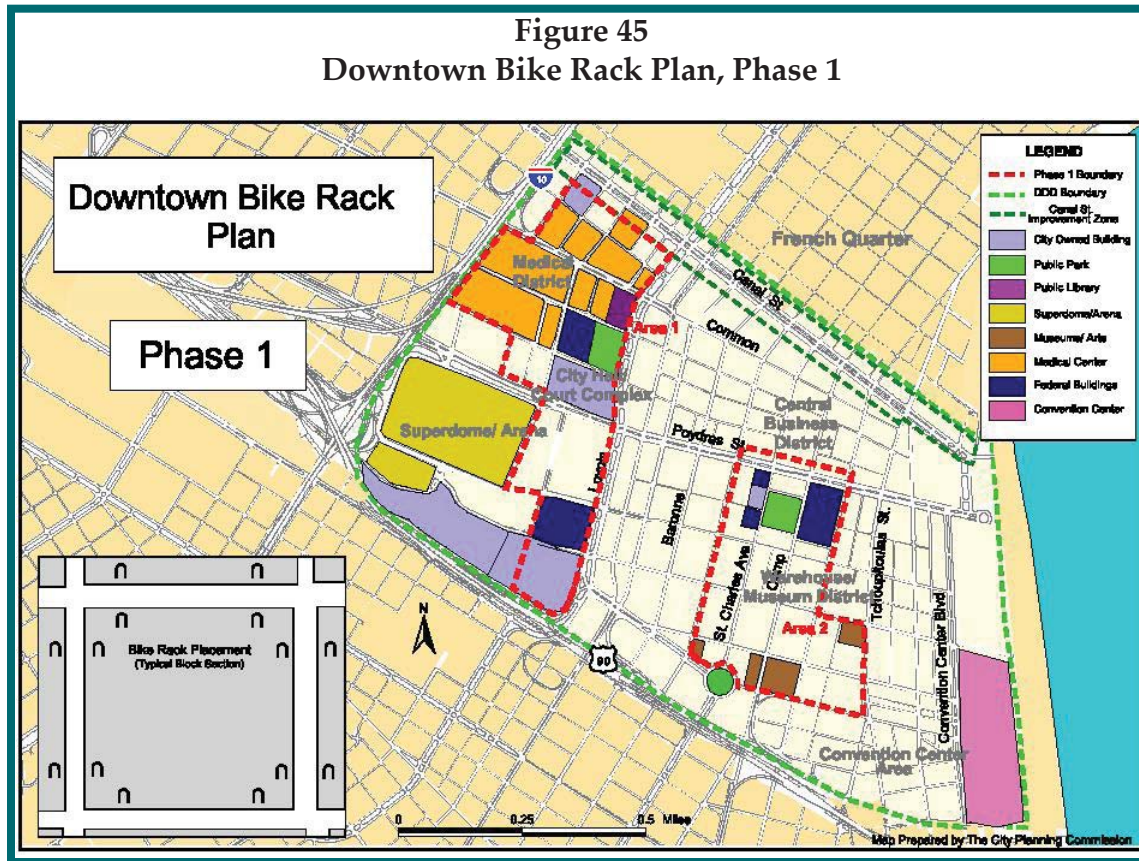 Figure 45
Downtown Bike Rack Plan, Phase 1
Downtown Bike Rack
Plan
Phase 1
LEGEND
Phase 1 Boundary
DDD Boundary
Canal St.
Improvement Zone
City Owned Building
Public Park
Public Library
Superdome/Arena
Museums/ Arts
Medical Center
Federal Buildings
Convention Center
10
French Quarter
Medical
District
Canal St
Area 1
Common
City Hall/
Court Complex
Central
Business
District
Superdome/ Arena
Poydras St.
Loyola
Baronne
St. Charles Ave
Camp
Tchoupitoulas St.
Warehouse/
Museum District
Area 2
Convention Center Blvd
N
90
Bike Rack Placement
(Typical Block Section)
Convention Center
Area
0 0.25 0.5 Miles
Map Prepared by The City Planning Commission